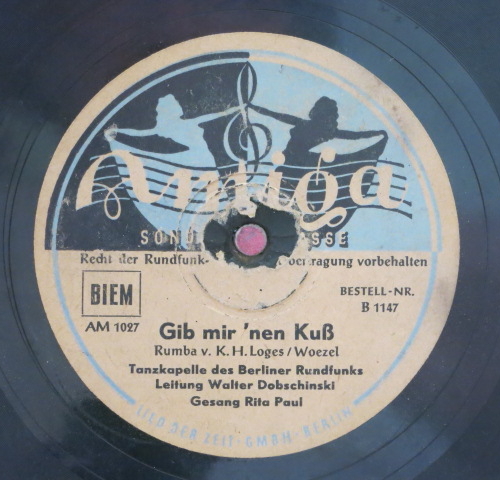 Amiga
Recht der Rundfunk- vorbehalten
BIEM
BESTELL-NR.
B 1147
AM 1027
Gib mir 'nen Kuß
Rumba v. K. H. Loges / Woezel
Tanzkapelle des Berliner Rundfunks
Leitung Walter Dobschinski
Gesang Rita Paul
LIED DER ZEIT · GMBH · BERLIN